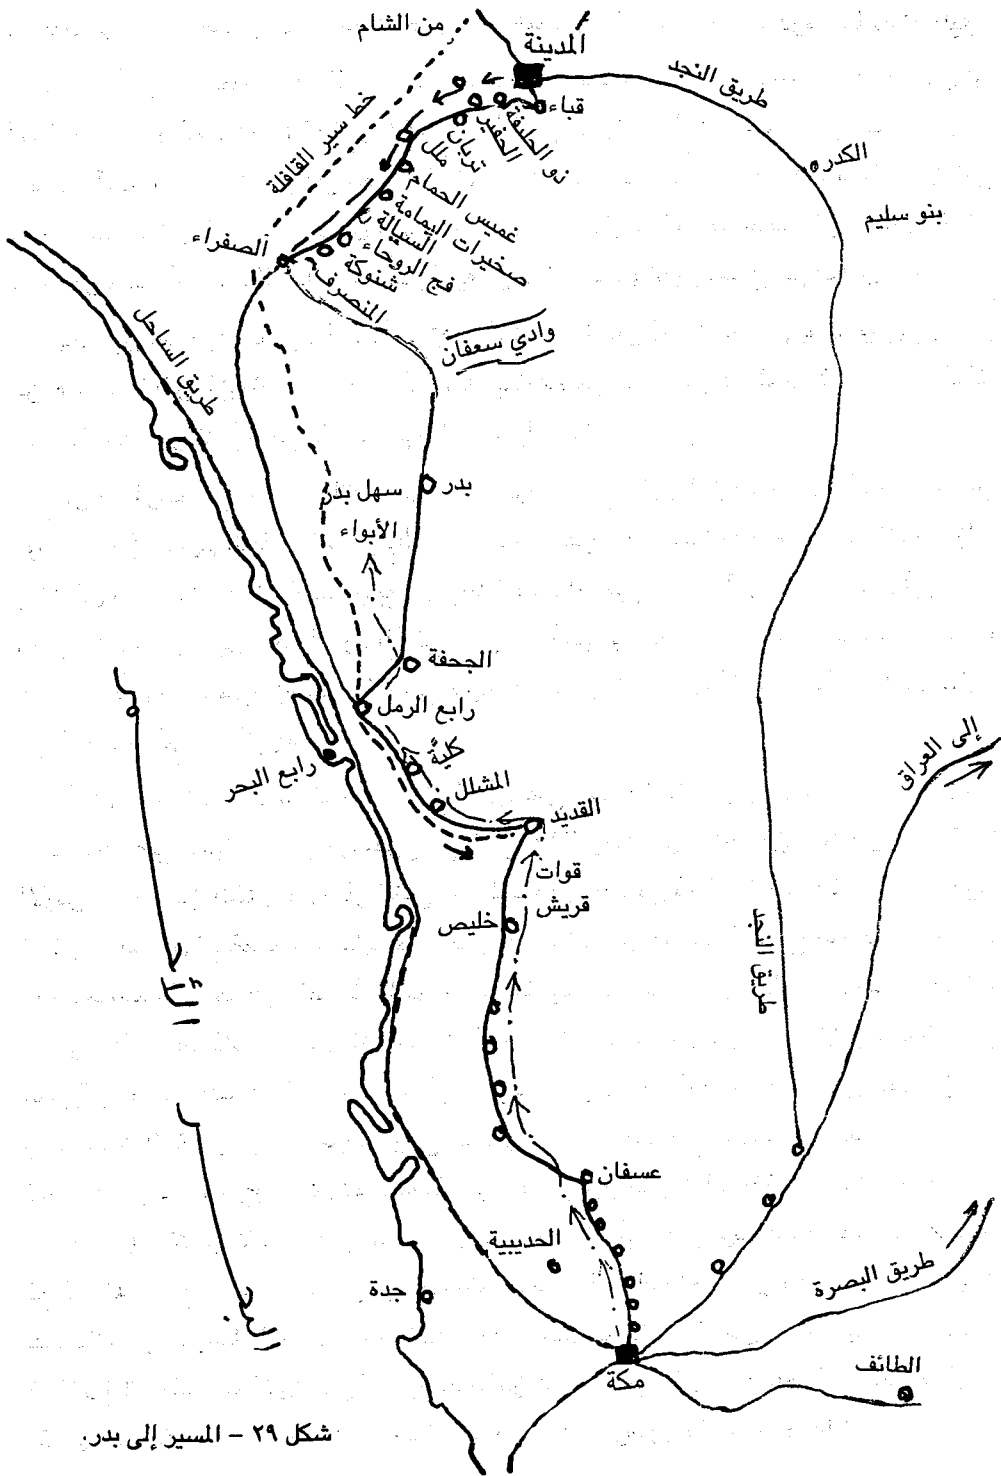 من الشام
المدينة
طريق النجد
خط سير القافلة
قباء
ذو الحليفة
الحفير
تربان
ملل
غميس الحمام
صخيرات اليمامة
السيالة
فج الروحاء
شنوكة
المنصرف
الصفراء
الكدر
بنو سليم
طريق الساحل
وادي سعفان
بدر
سهل بدر
الأبواء
الجحفة
رابع الرمل
كلية
المشلل
رابع البحر
القديد
قوات
قريش
خليص
إلى العراق
طريق النجد
البحر
الأحمر
عسفان
الحديبية
جدة
طريق البصرة
مكة
الطائف
شكل ٢٩ – المسير إلى بدر.